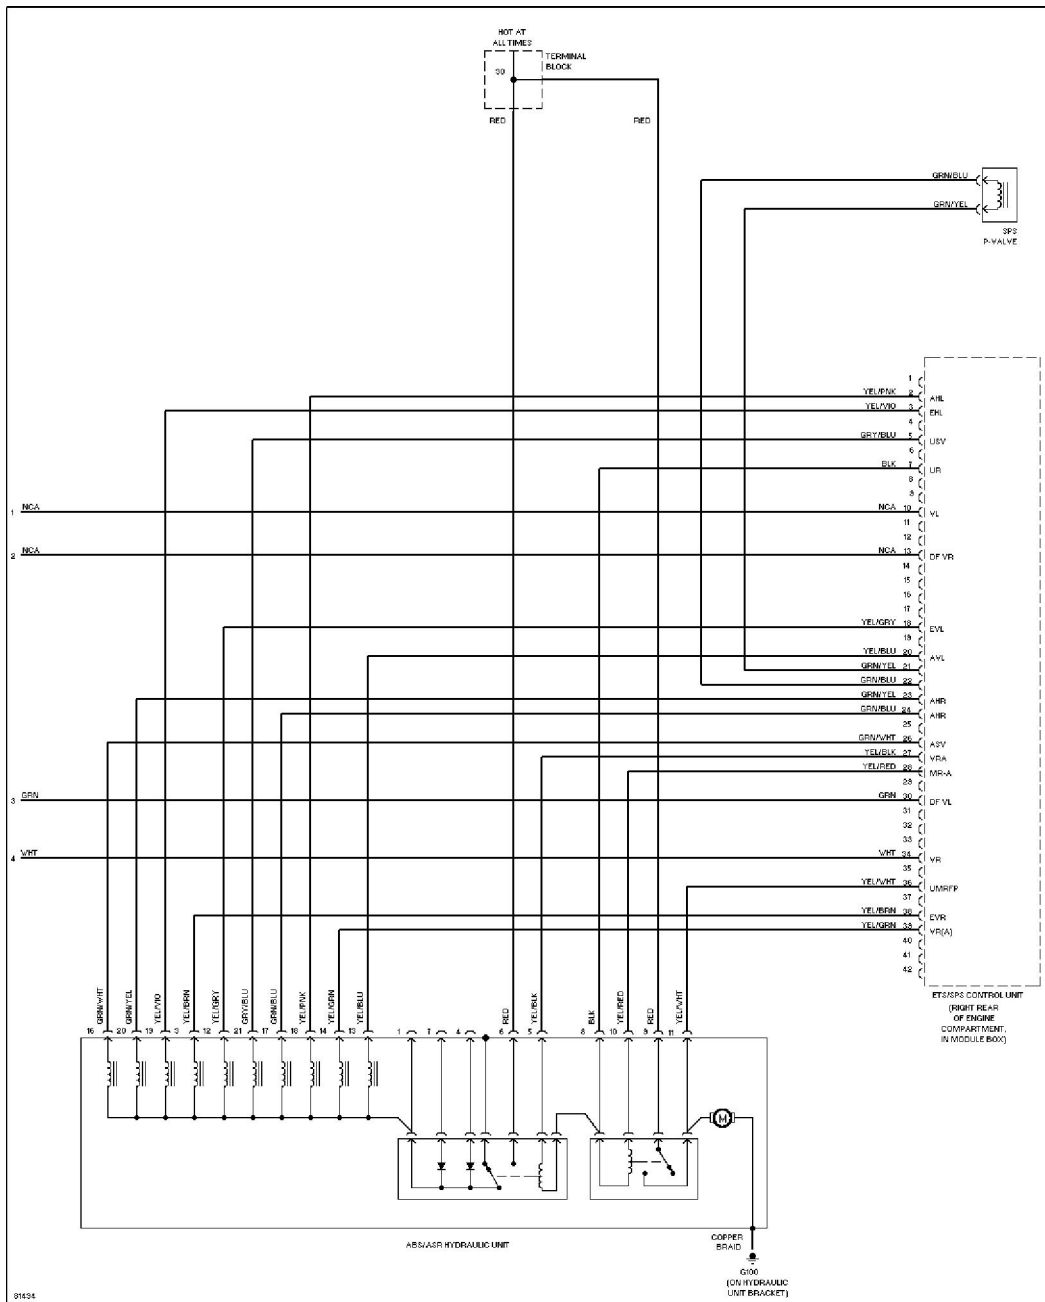 HOT AT
ALL TIMES
TERMINAL
BLOCK
30
RED
RED
GRN/BLU
GRN/YEL
SPS
P-VALVE
1
YEL/PNK 2 AHL
YEL/VIO 3 EHL
4
GRY/BLU 5 USV
6
BLK 7 UR
8
9
1 NCA NCA 10 VL
11
12
2 NCA NCA 13 DF VR
14
15
16
17
YEL/GRY 18 EVL
19
YEL/BLU 20 AVL
GRN/YEL 21
GRN/BLU 22
GRN/YEL 23 AHR
GRN/BLU 24 AHR
25
GRN/WHT 26 ASV
YEL/BLK 27 VRA
YEL/RED 28 MR-A
29
3 GRN GRN 30 DF VL
31
32
33
4 WHT WHT 34 VR
35
YEL/WHT 36 UMRFP
37
YEL/BRN 38 EVR
YEL/GRN 39 VR(A)
40
41
42
ETS/SPS CONTROL UNIT
(RIGHT REAR
OF ENGINE
COMPARTMENT,
IN MODULE BOX)
GRN/WHT GRN/YEL YEL/VIO YEL/BRN YEL/GRY GRY/BLU GRN/BLU YEL/PNK YEL/GRN YEL/BLU RED YEL/BLK BLK YEL/RED RED YEL/WHT
16 20 19 3 12 21 17 18 14 13 1 7 4 6 5 8 10 9 11
M
ABS/ASR HYDRAULIC UNIT
COPPER
BRAID
G100
(ON HYDRAULIC
UNIT BRACKET)
81434